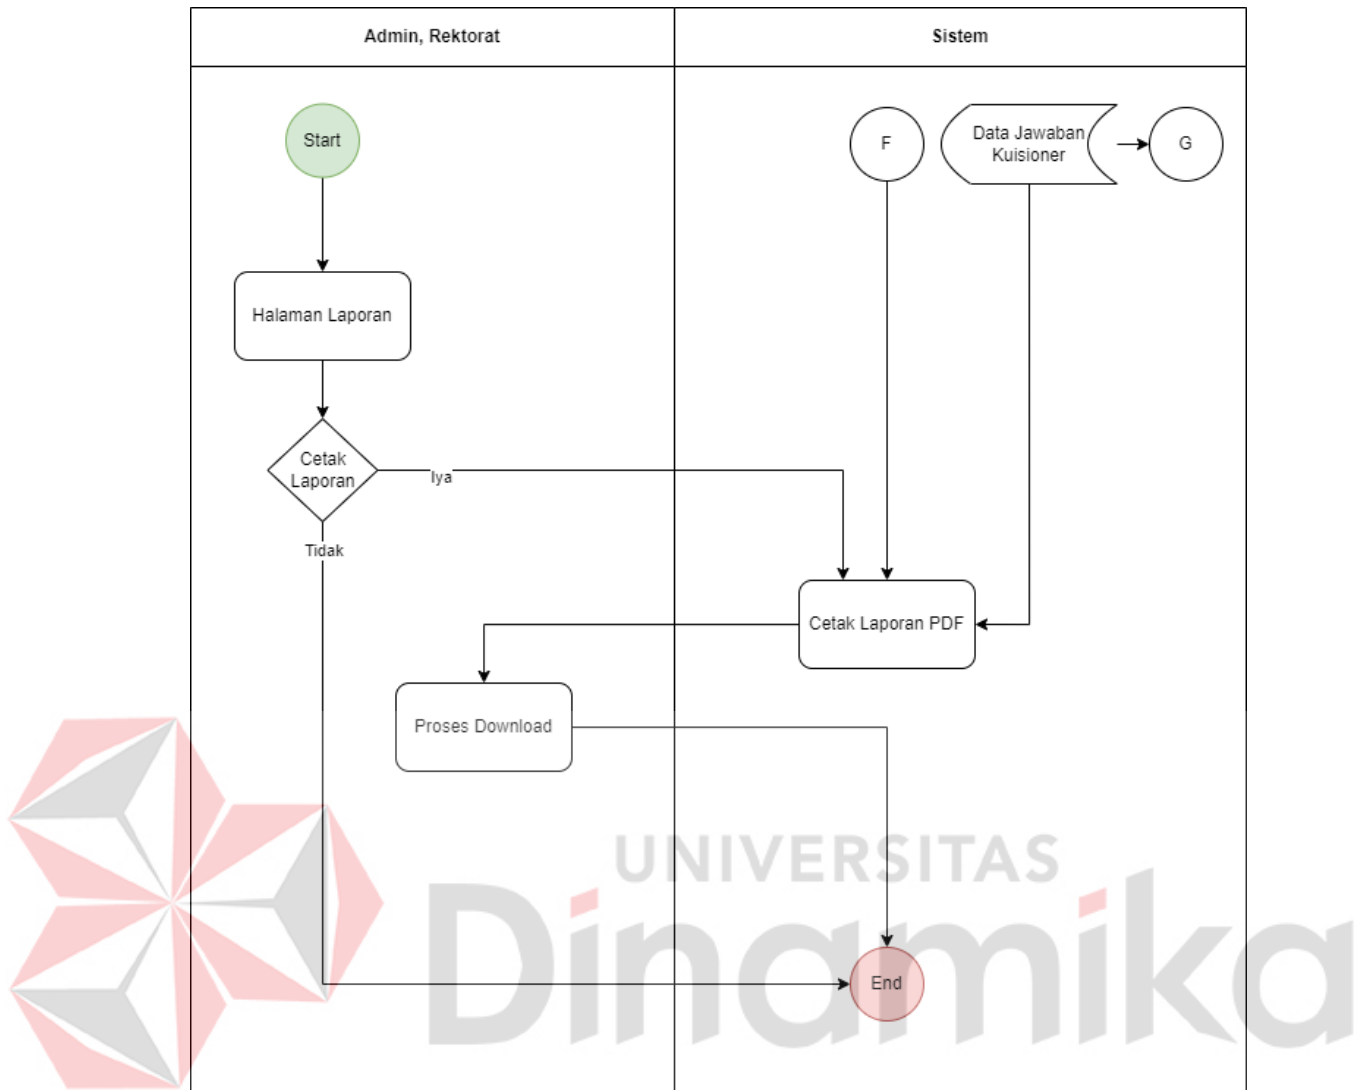 Admin, Rektorat
Sistem
Start
F
Data Jawaban
Kuisioner
G
Halaman Laporan
Cetak
Laporan
Iya
Tidak
Cetak Laporan PDF
Proses Download
UNIVERSITAS
Dinamika
End